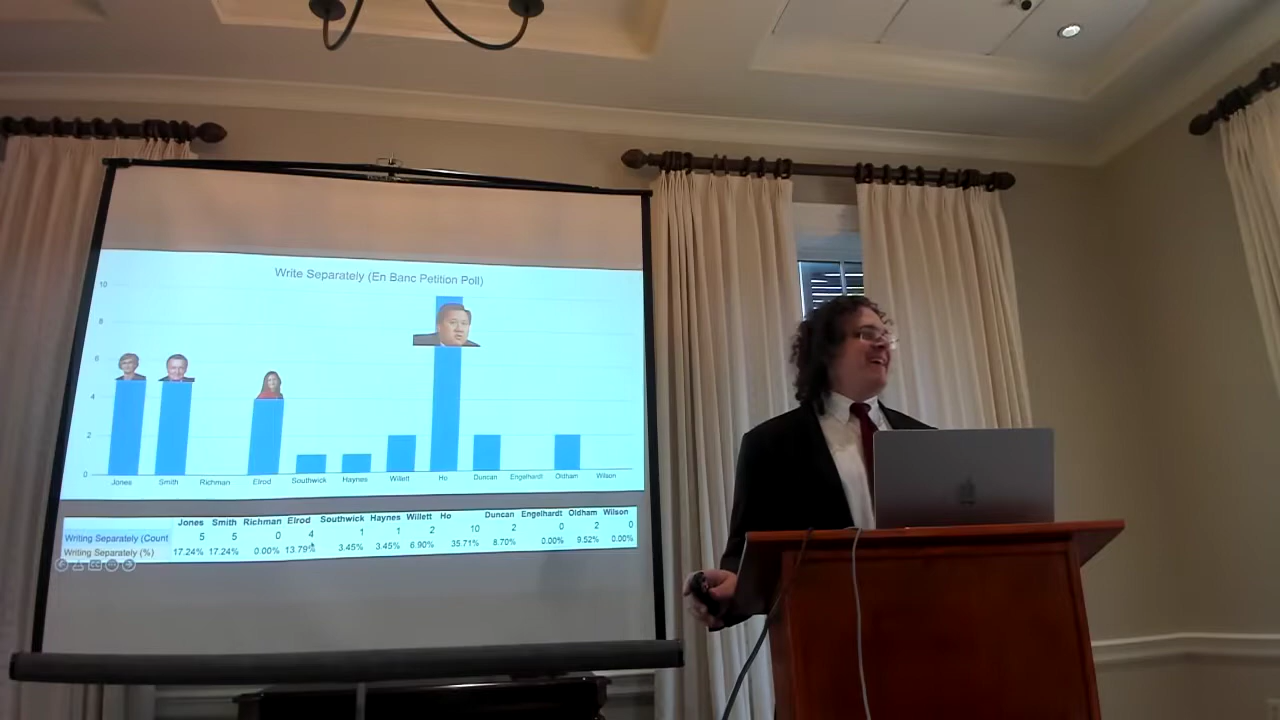 Write Separately (En Banc Petition Poll)
10
8
6
4
2
0
Jones Smith Richman Elrod Southwick Haynes Willett Ho Duncan Engelhardt Oldham Wilson
Jones Smith Richman Elrod Southwick Haynes Willett Ho Duncan Engelhardt Oldham Wilson
Writing Separately (Count 5 5 0 4 1 1 2 10 2 0 2 0
Writing Separately (%) 17.24% 17.24% 0.00% 13.79% 3.45% 3.45% 6.90% 35.71% 8.70% 0.00% 9.52% 0.00%